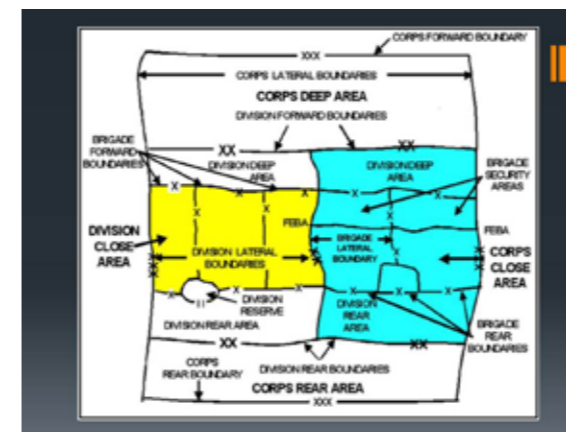 CORPS FORWARD BOUNDARY
XXX
CORPS LATERAL BOUNDARIES
CORPS DEEP AREA
DIVISION FORWARD BOUNDARIES
XX
XX
BRIGADE
FORWARD
BOUNDARIES
DIVISION DEEP
AREA
DIVISION DEEP
AREA
BRIGADE
SECURITY
AREAS
X
X
X
X
X
X
X
FEBA
FEBA
DIVISION
CLOSE
AREA
DIVISION LATERAL
BOUNDARIES
BRIGADE
LATERAL
BOUNDARY
CORPS
CLOSE
AREA
X
X
X
X
X
X
DIVISION
RESERVE
II
DIVISION REAR AREA
DIVISION
REAR
AREA
BRIGADE
REAR
BOUNDARIES
XX
XX
CORPS
REAR BOUNDARY
DIVISION REAR BOUNDARIES
CORPS REAR AREA
XXX